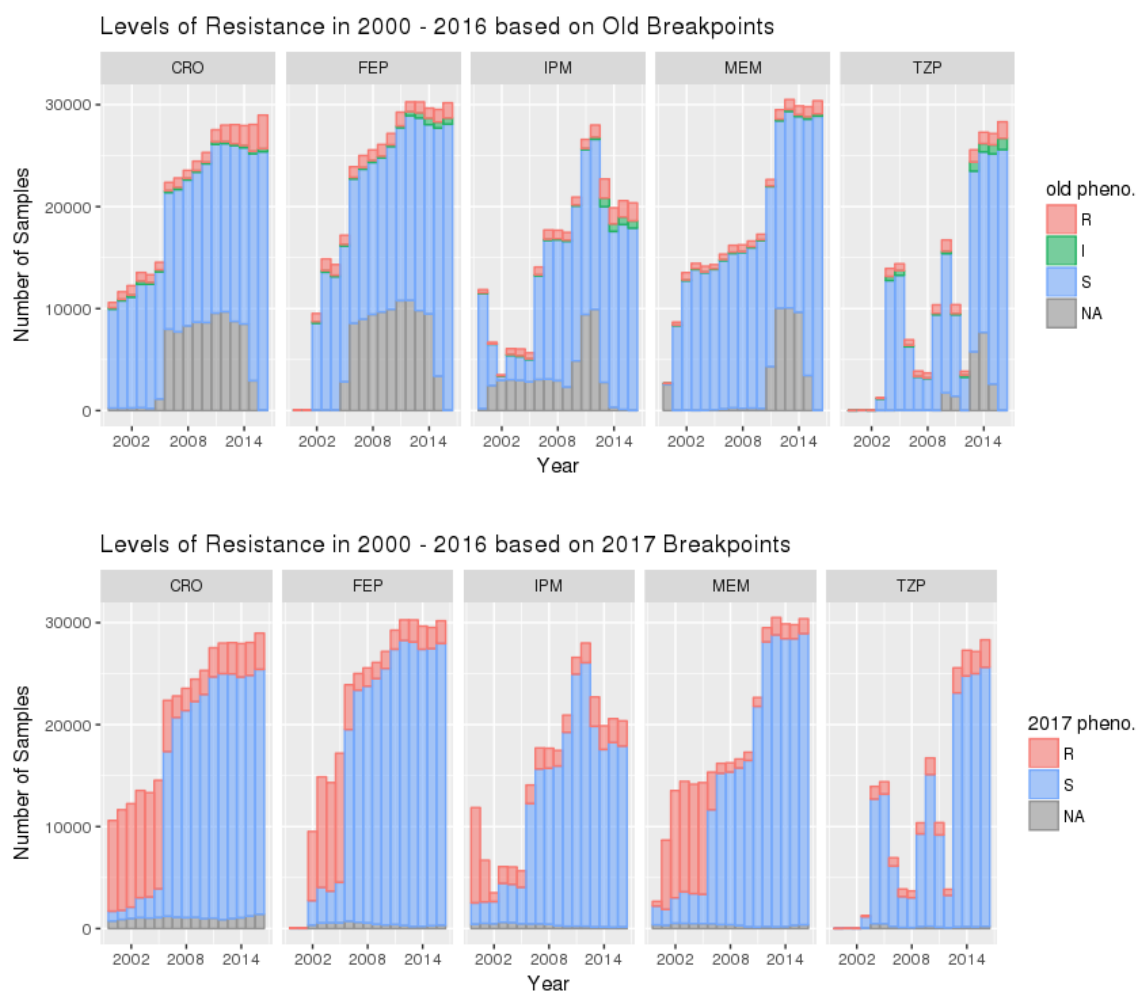 Levels of Resistance in 2000 - 2016 based on Old Breakpoints
CRO FEP IPM MEM TZP
30000
20000
10000
0
Number of Samples
2002 2008 2014 2002 2008 2014 2002 2008 2014 2002 2008 2014 2002 2008 2014
Year
old pheno.
R
I
S
NA
Levels of Resistance in 2000 - 2016 based on 2017 Breakpoints
CRO FEP IPM MEM TZP
30000
20000
10000
0
Number of Samples
2002 2008 2014 2002 2008 2014 2002 2008 2014 2002 2008 2014 2002 2008 2014
Year
2017 pheno.
R
S
NA